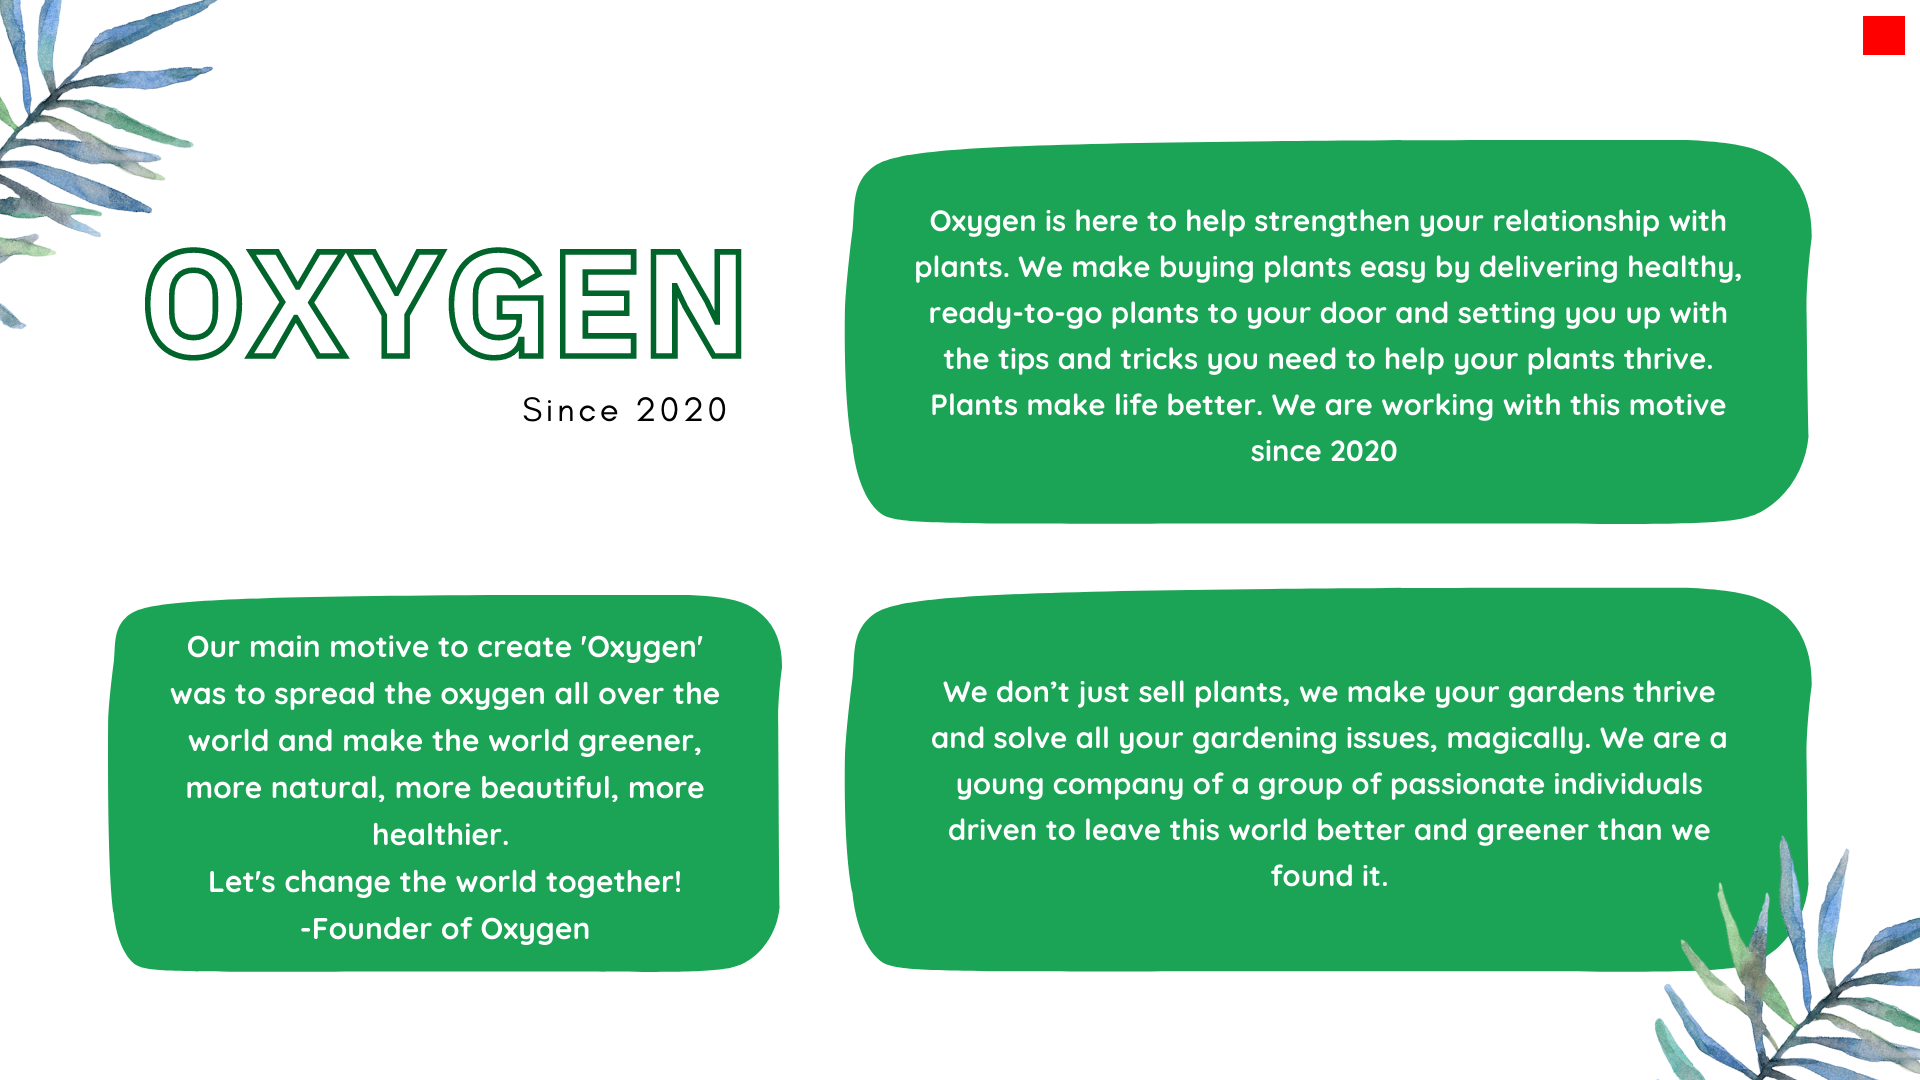 OXYGEN
Since 2020
Oxygen is here to help strengthen your relationship with
plants. We make buying plants easy by delivering healthy,
ready-to-go plants to your door and setting you up with
the tips and tricks you need to help your plants thrive.
Plants make life better. We are working with this motive
since 2020
Our main motive to create 'Oxygen'
was to spread the oxygen all over the
world and make the world greener,
more natural, more beautiful, more
healthier.
Let's change the world together!
-Founder of Oxygen
We don’t just sell plants, we make your gardens thrive
and solve all your gardening issues, magically. We are a
young company of a group of passionate individuals
driven to leave this world better and greener than we
found it.